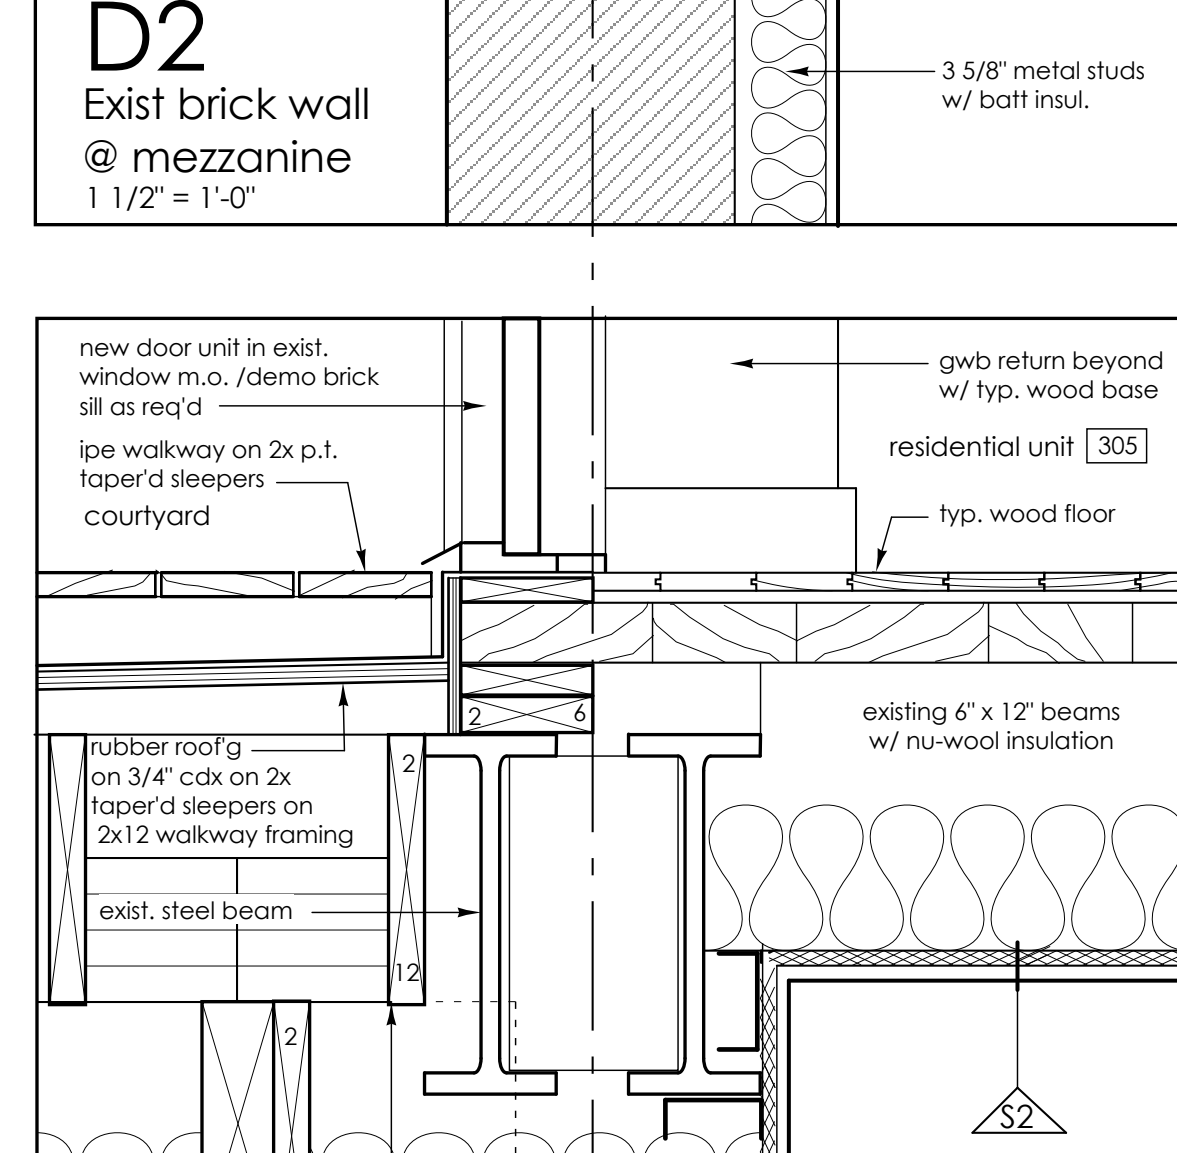 D2
Exist brick wall
@ mezzanine
1 1/2" = 1'-0"
3 5/8" metal studs
w/ batt insul.
new door unit in exist.
window m.o. /demo brick
sill as req'd
ipe walkway on 2x p.t.
taper'd sleepers
courtyard
gwb return beyond
w/ typ. wood base
residential unit 305
typ. wood floor
2 6
existing 6" x 12" beams
w/ nu-wool insulation
rubber roof'g
on 3/4" cdx on 2x
taper'd sleepers on
2x12 walkway framing
2
exist. steel beam
12
2
S2